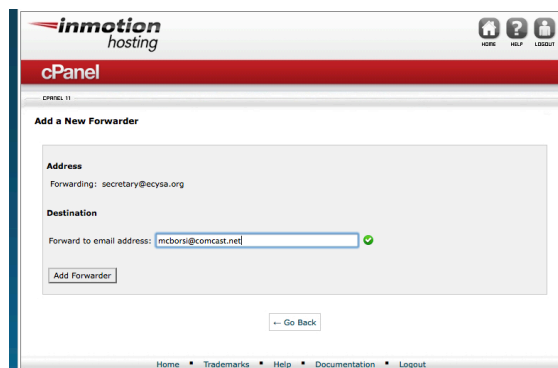 inmotion
hosting
HOME HELP LOGOUT
cPanel
CPANEL 11
Add a New Forwarder
Address
Forwarding: secretary@ecysa.org
Destination
Forward to email address: mcborsi@comcast.net
Add Forwarder
← Go Back
Home ▪ Trademarks ▪ Help ▪ Documentation ▪ Logout